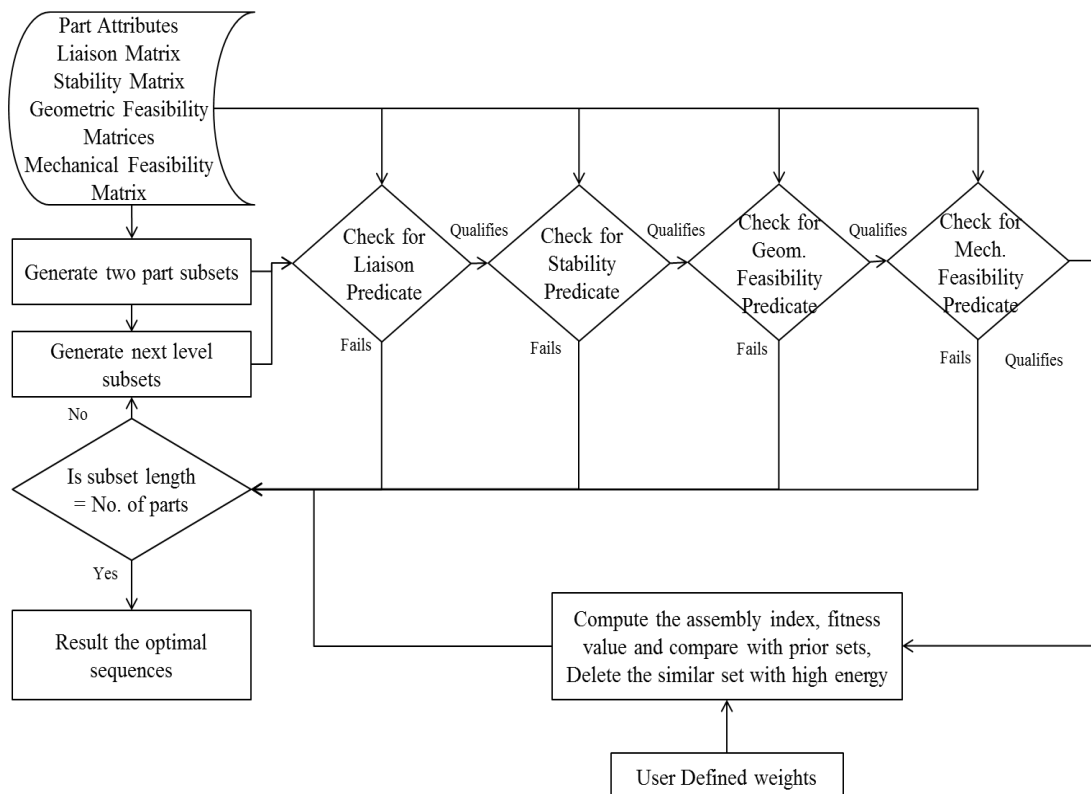 Part Attributes
Liaison Matrix
Stability Matrix
Geometric Feasibility
Matrices
Mechanical Feasibility
Matrix
Generate two part subsets
Generate next level
subsets
No
Is subset length
= No. of parts
Yes
Result the optimal
sequences
Check for
Liaison
Predicate
Qualifies
Fails
Check for
Stability
Predicate
Qualifies
Fails
Check for
Geom.
Feasibility
Predicate
Qualifies
Fails
Check for
Mech.
Feasibility
Predicate
Fails
Qualifies
Compute the assembly index, fitness
value and compare with prior sets,
Delete the similar set with high energy
User Defined weights